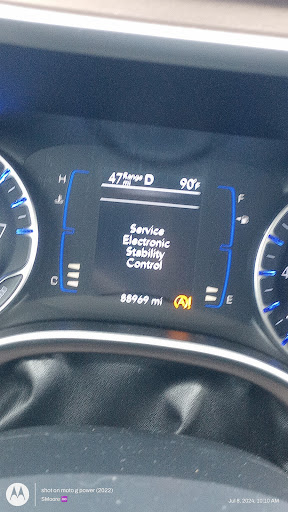 H 47 Range mi D 90°F F
Service
Electronic
Stability
Control
C E
88969 mi A!
shot on moto g power (2022)
Jul 8, 2024, 10:10 AM